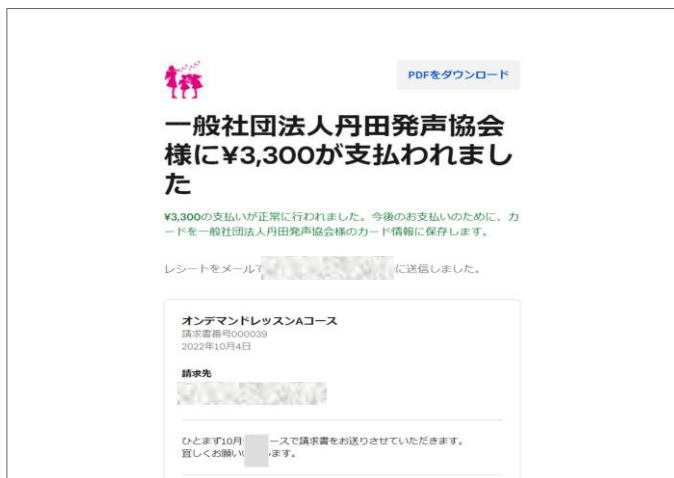 PDFをダウンロード
一般社団法人丹田発声協会
様に¥3,300が支払われまし
た
¥3,300の支払いが正常に行われました。今後のお支払いのために、カ
ードを一般社団法人丹田発声協会様のカード情報に保存します。
レシートをメールで に送信しました。
オンデマンドレッスンAコース
請求書番号000039
2022年10月4日
請求先
ひとまず10月 ースで請求書をお送りさせていただきます。
宜しくお願い します。